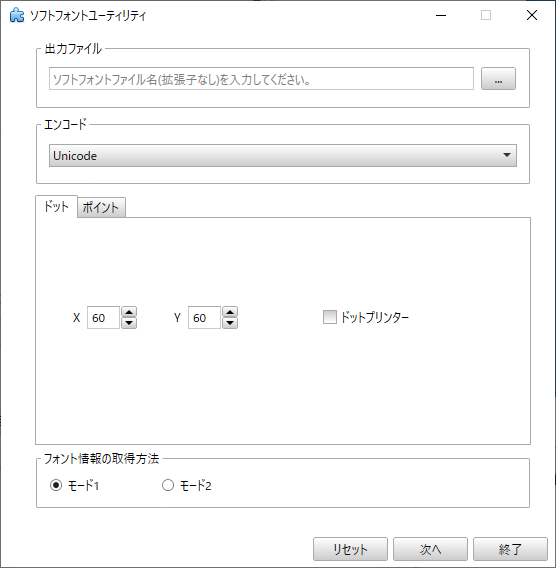 ソフトフォントユーティリティ
出力ファイル
ソフトフォントファイル名(拡張子なし)を入力してください。
...
エンコード
Unicode
ドット ポイント
X 60 Y 60 ドットプリンター
フォント情報の取得方法
モード1 モード2
リセット 次へ 終了